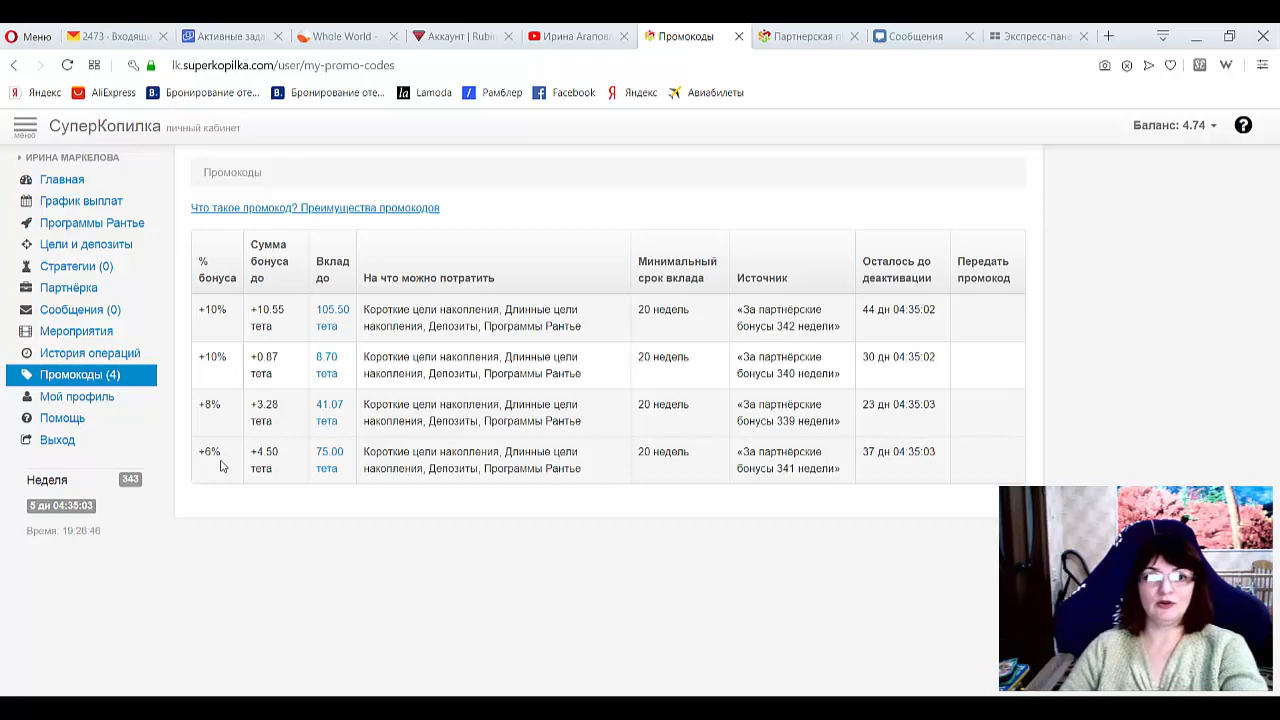 Меню
2473 - Входящи
Активные зада
Whole World -
Аккаунт | Rubin
Ирина Агапов
Промокоды
Партнерская п
Сообщения
Экспресс-пане
lk.superkopilka.com/user/my-promo-codes
Яндекс
AliExpress
Бронирование оте...
Бронирование оте...
Lamoda
Рамблер
Facebook
Яндекс
Авиабилеты
меню
СуперКопилка личный кабинет
Баланс: 4.74
ИРИНА МАРКЕЛОВА
Главная
График выплат
Программы Рантье
Цели и депозиты
Стратегии (0)
Партнёрка
Сообщения (0)
Мероприятия
История операций
Промокоды (4)
Мой профиль
Помощь
Выход
Неделя 343
5 дн 04:35:03
Время: 19:26:46
Промокоды
Что такое промокод? Преимущества промокодов
%
бонуса
Сумма
бонуса
до
Вклад
до
На что можно потратить
Минимальный
срок вклада
Источник
Осталось до
деактивации
Передать
промокод
+10%
+10.55
тета
105.50
тета
Короткие цели накопления, Длинные цели
накопления, Депозиты, Программы Рантье
20 недель
«За партнёрские
бонусы 342 недели»
44 дн 04:35:02
+10%
+0.87
тета
8.70
тета
Короткие цели накопления, Длинные цели
накопления, Депозиты, Программы Рантье
20 недель
«За партнёрские
бонусы 340 недели»
30 дн 04:35:02
+8%
+3.28
тета
41.07
тета
Короткие цели накопления, Длинные цели
накопления, Депозиты, Программы Рантье
20 недель
«За партнёрские
бонусы 339 недели»
23 дн 04:35:03
+6%
+4.50
тета
75.00
тета
Короткие цели накопления, Длинные цели
накопления, Депозиты, Программы Рантье
20 недель
«За партнёрские
бонусы 341 недели»
37 дн 04:35:03